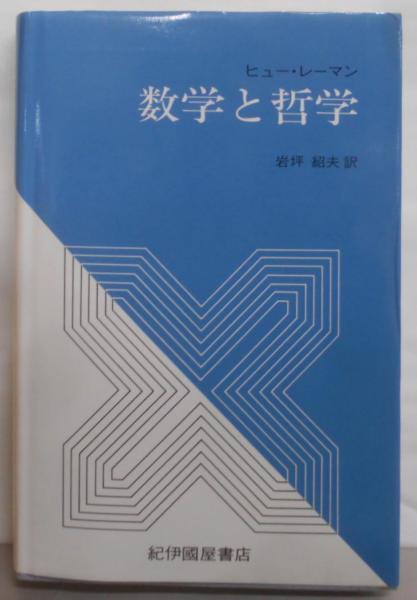 ヒュー・レーマン
数学と哲学
岩坪 紹夫訳
紀伊國屋書店